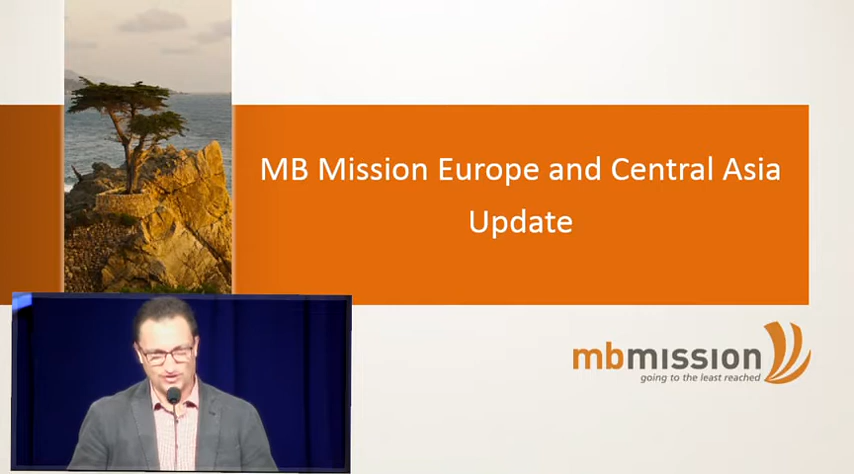 MB Mission Europe and Central Asia
Update
mbmission
going to the least reached